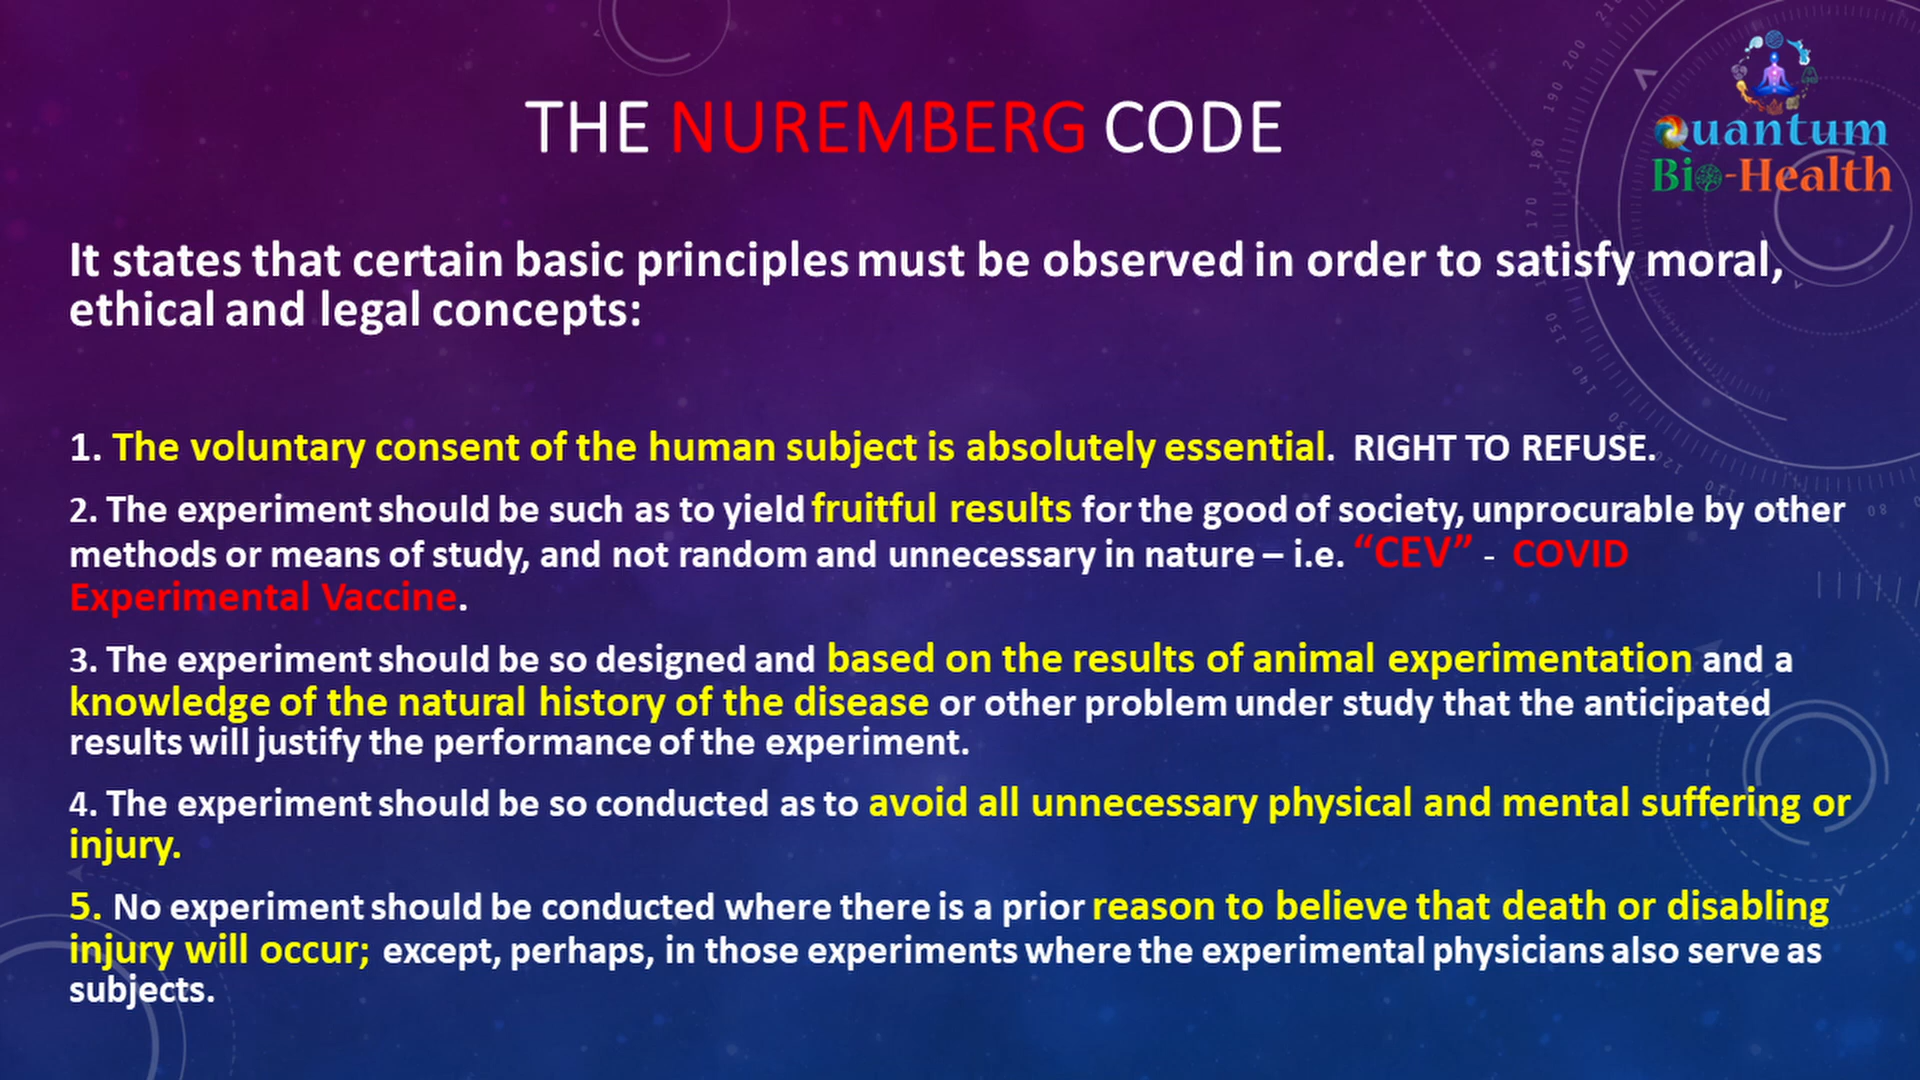 THE NUREMBERG CODE
Quantum
Bio-Health
It states that certain basic principles must be observed in order to satisfy moral,
ethical and legal concepts:
1. The voluntary consent of the human subject is absolutely essential. RIGHT TO REFUSE.
2. The experiment should be such as to yield fruitful results for the good of society, unprocurable by other
methods or means of study, and not random and unnecessary in nature – i.e. “CEV” - COVID
Experimental Vaccine.
3. The experiment should be so designed and based on the results of animal experimentation and a
knowledge of the natural history of the disease or other problem under study that the anticipated
results will justify the performance of the experiment.
4. The experiment should be so conducted as to avoid all unnecessary physical and mental suffering or
injury.
5. No experiment should be conducted where there is a prior reason to believe that death or disabling
injury will occur; except, perhaps, in those experiments where the experimental physicians also serve as
subjects.